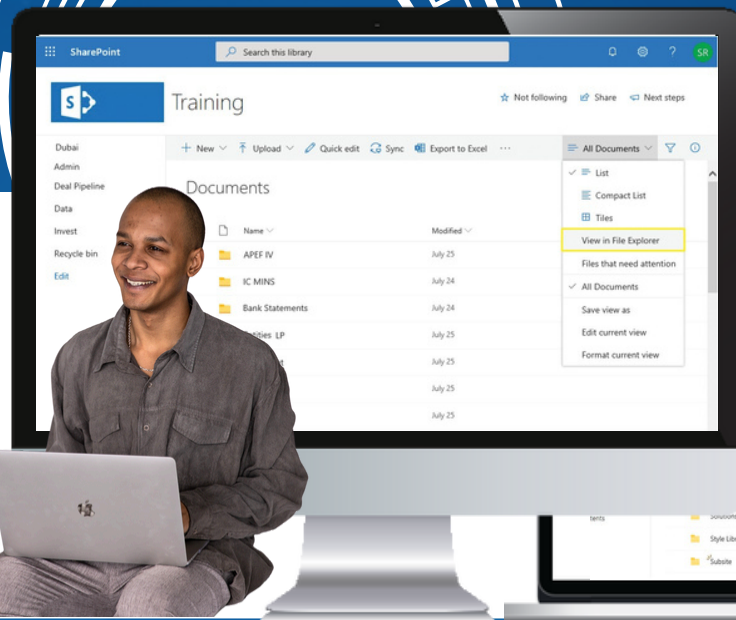 SharePoint
Search this library
?
SR
S
Training
Not following Share Next steps
Dubai
Admin
Deal Pipeline
Data
Invest
Recycle bin
Edit
+ New Upload Quick edit Sync Export to Excel ···
All Documents
Documents
Name Modified
APEF IV July 25
IC MINS July 24
Bank Statements July 24
LP July 25
July 25
July 25
July 25
List
Compact List
Tiles
View in File Explorer
Files that need attention
All Documents
Save view as
Edit current view
Format current view
Subsite